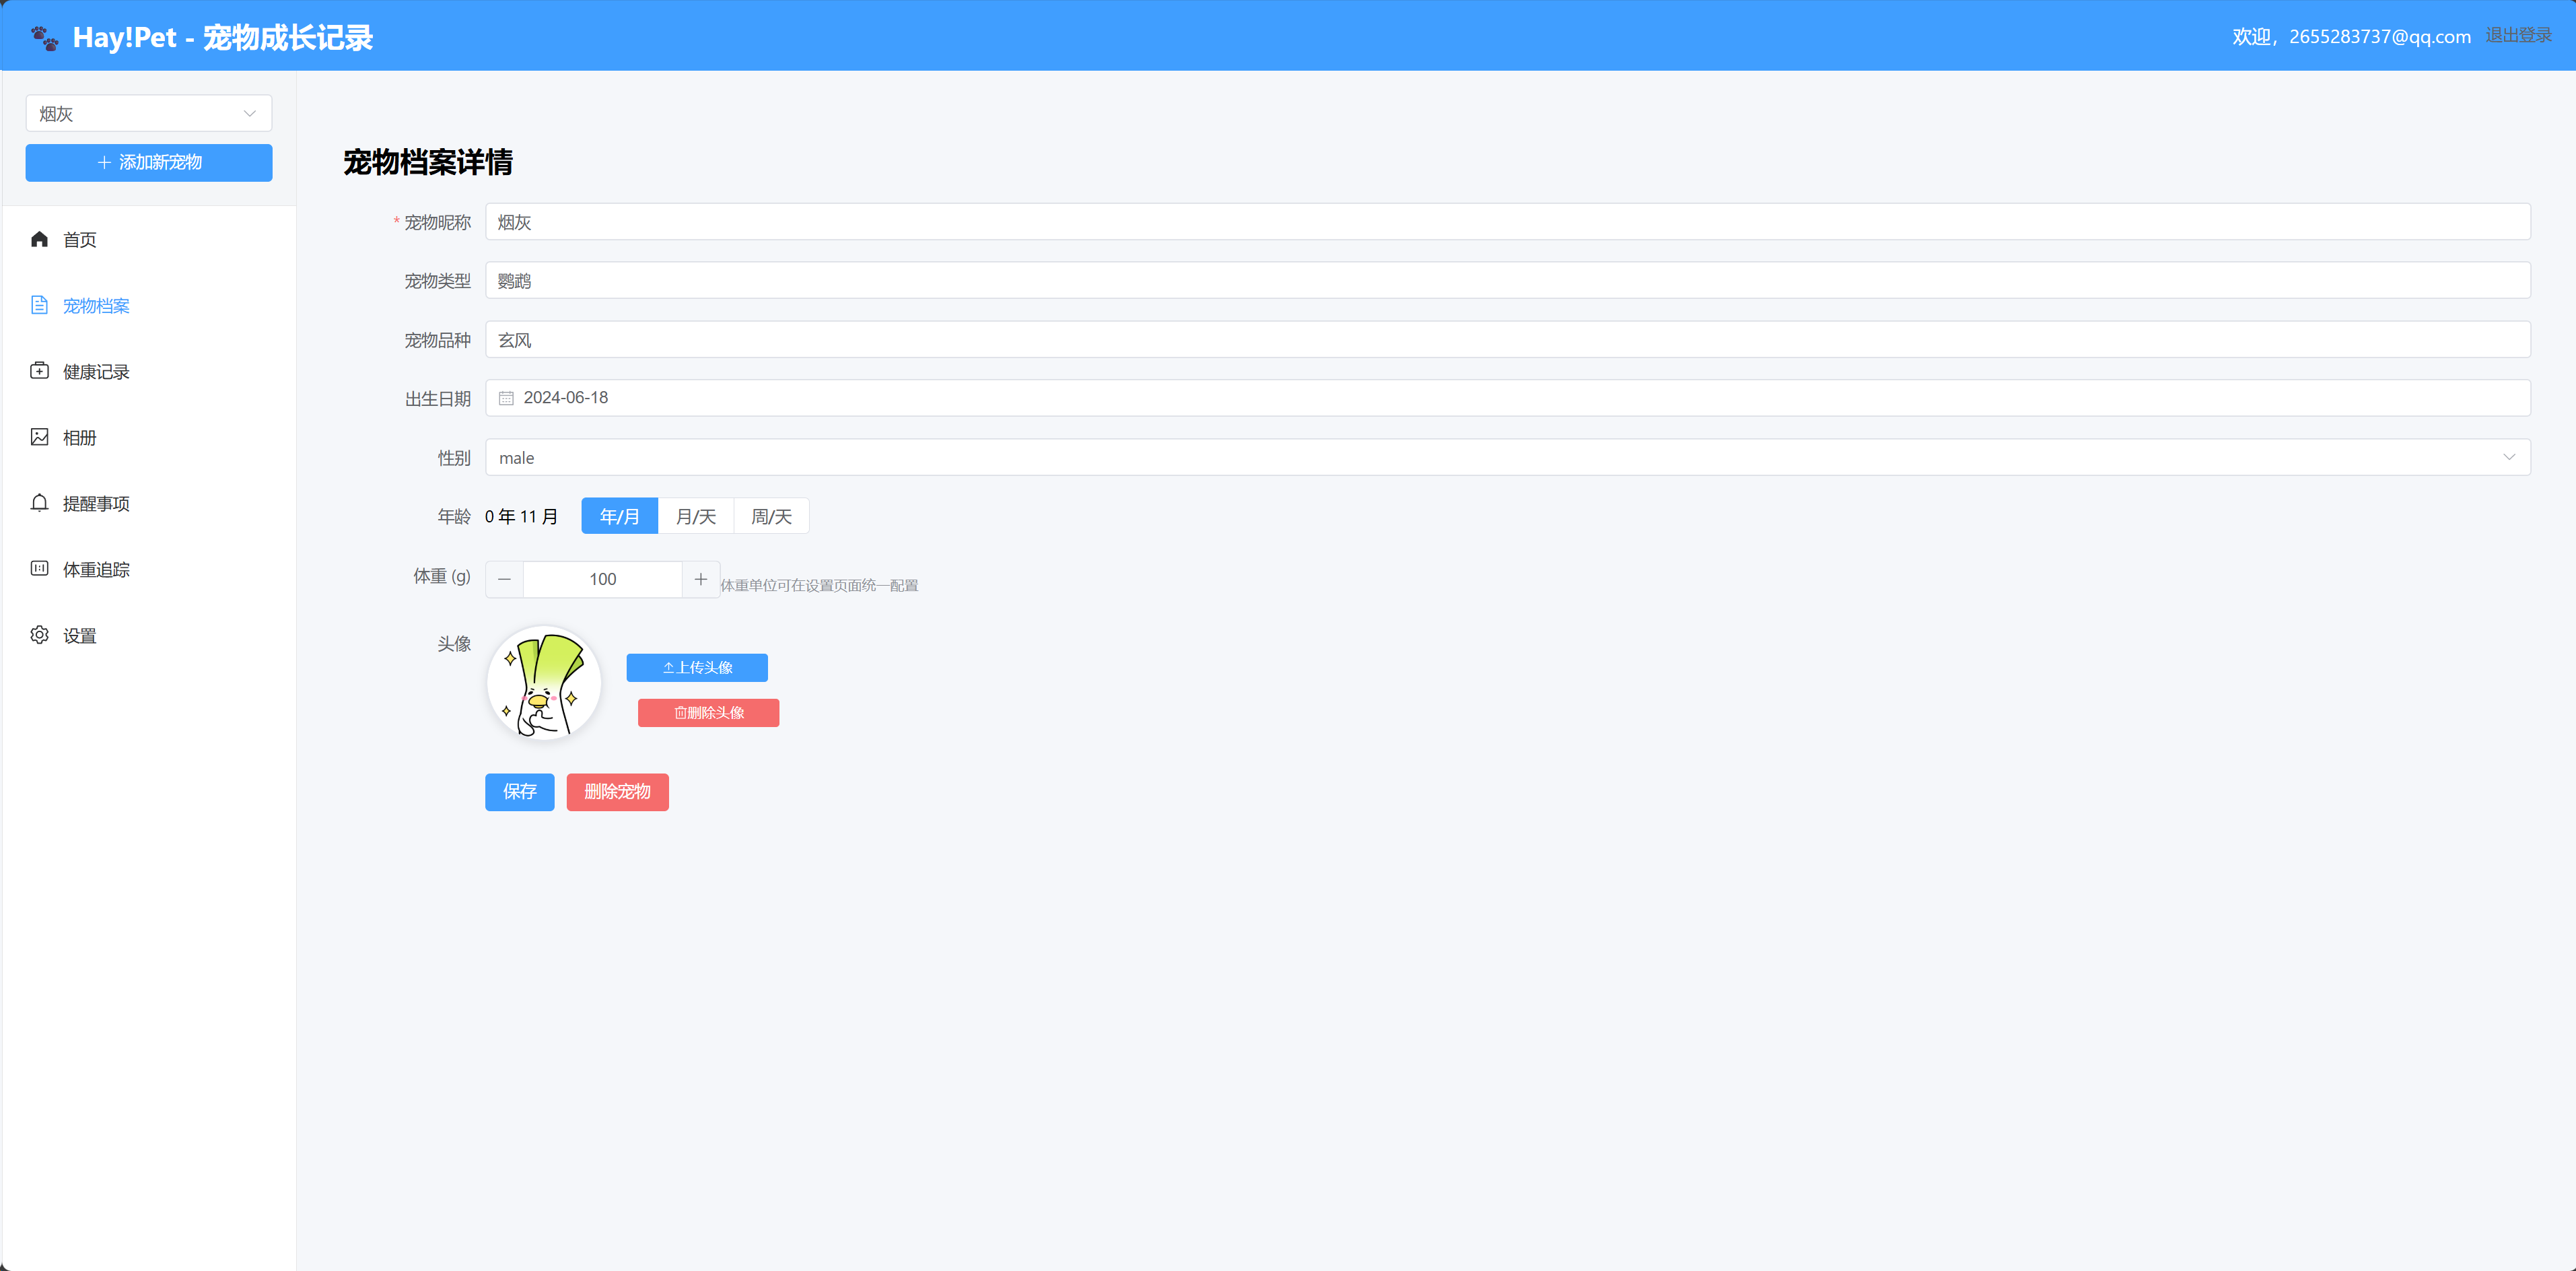 Hay!Pet - 宠物成长记录
欢迎，2655283737@qq.com 退出登录
烟灰
添加新宠物
首页
宠物档案
健康记录
相册
提醒事项
体重追踪
设置
宠物档案详情
* 宠物昵称 烟灰
宠物类型 鹦鹉
宠物品种 玄风
出生日期 2024-06-18
性别 male
年龄 0 年 11 月 年/月 月/天 周/天
体重 (g) 100 体重单位可在设置页面统一配置
头像
上传头像
删除头像
保存 删除宠物